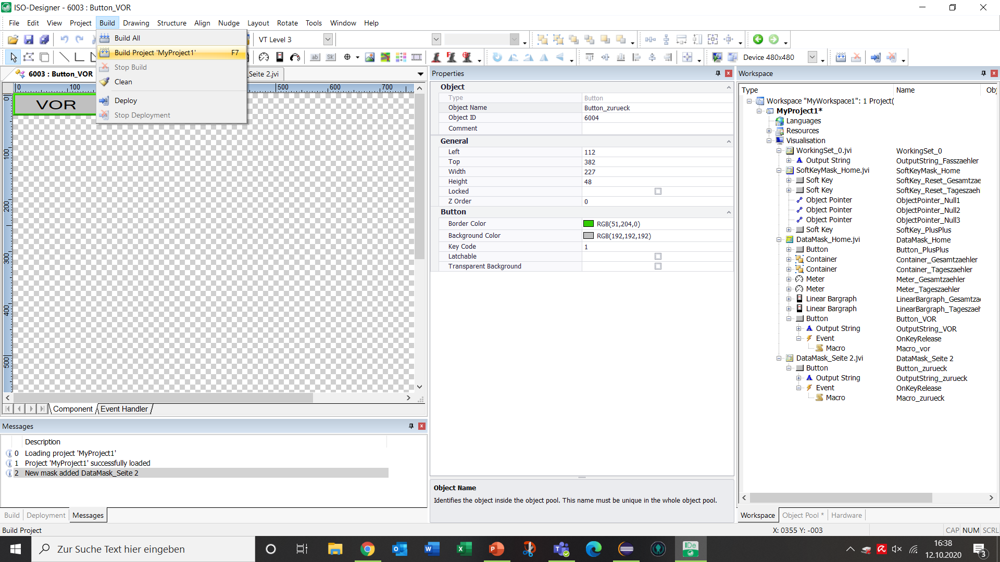 ISO-Designer - 6003 : Button_VOR
File Edit View Project Build Drawing Structure Align Nudge Layout Rotate Tools Window Help
VT Level 3
Device 480x480
Build All
Build Project 'MyProject1' F7
Stop Build
Clean
Deploy
Stop Deployment
6003 : Button_VOR
_Seite 2.jvi
0 100 500 600 700
0 100 200 300 400 500
VOR
Component Event Handler
Properties
Object
Type Button
Object Name Button_zurueck
Object ID 6004
Comment
General
Left 112
Top 382
Width 227
Height 48
Locked
Z Order 0
Button
Border Color RGB(51,204,0)
Background Color RGB(192,192,192)
Key Code 1
Latchable
Transparent Background
Object Name
Identifies the object inside the object pool. This name must be unique in the whole object pool.
Workspace
Type Name Obj
Workspace "MyWorkspace1": 1 Project(
MyProject1*
Languages
Resources
Visualisation
WorkingSet_0.jvi WorkingSet_0
Output String OutputString_Fasszaehler
SoftKeyMask_Home.jvi SoftKeyMask_Home
Soft Key SoftKey_Reset_Gesamtzae
Soft Key SoftKey_Reset_Tageszaeh
Object Pointer ObjectPointer_Null1
Object Pointer ObjectPointer_Null2
Object Pointer ObjectPointer_Null3
Soft Key SoftKey_PlusPlus
DataMask_Home.jvi DataMask_Home
Button Button_PlusPlus
Container Container_Gesamtzaehler
Container Container_Tageszaehler
Meter Meter_Gesamtzaehler
Meter Meter_Tageszaehler
Linear Bargraph LinearBargraph_Gesamtza
Linear Bargraph LinearBargraph_Tageszaeh
Button Button_VOR
Output String OutputString_VOR
Event OnKeyRelease
Macro Macro_vor
DataMask_Seite 2.jvi DataMask_Seite 2
Button Button_zurueck
Output String OutputString_zurueck
Event OnKeyRelease
Macro Macro_zurueck
Workspace Object Pool * Hardware
Messages
Description
0 Loading project 'MyProject1'
1 Project 'MyProject1' successfully loaded
2 New mask added DataMask_Seite 2
Build Deployment Messages
Build Project
X: 0355 Y: -003
CAP NUM SCRL
Zur Suche Text hier eingeben
IDe
16:38
12.10.2020
3